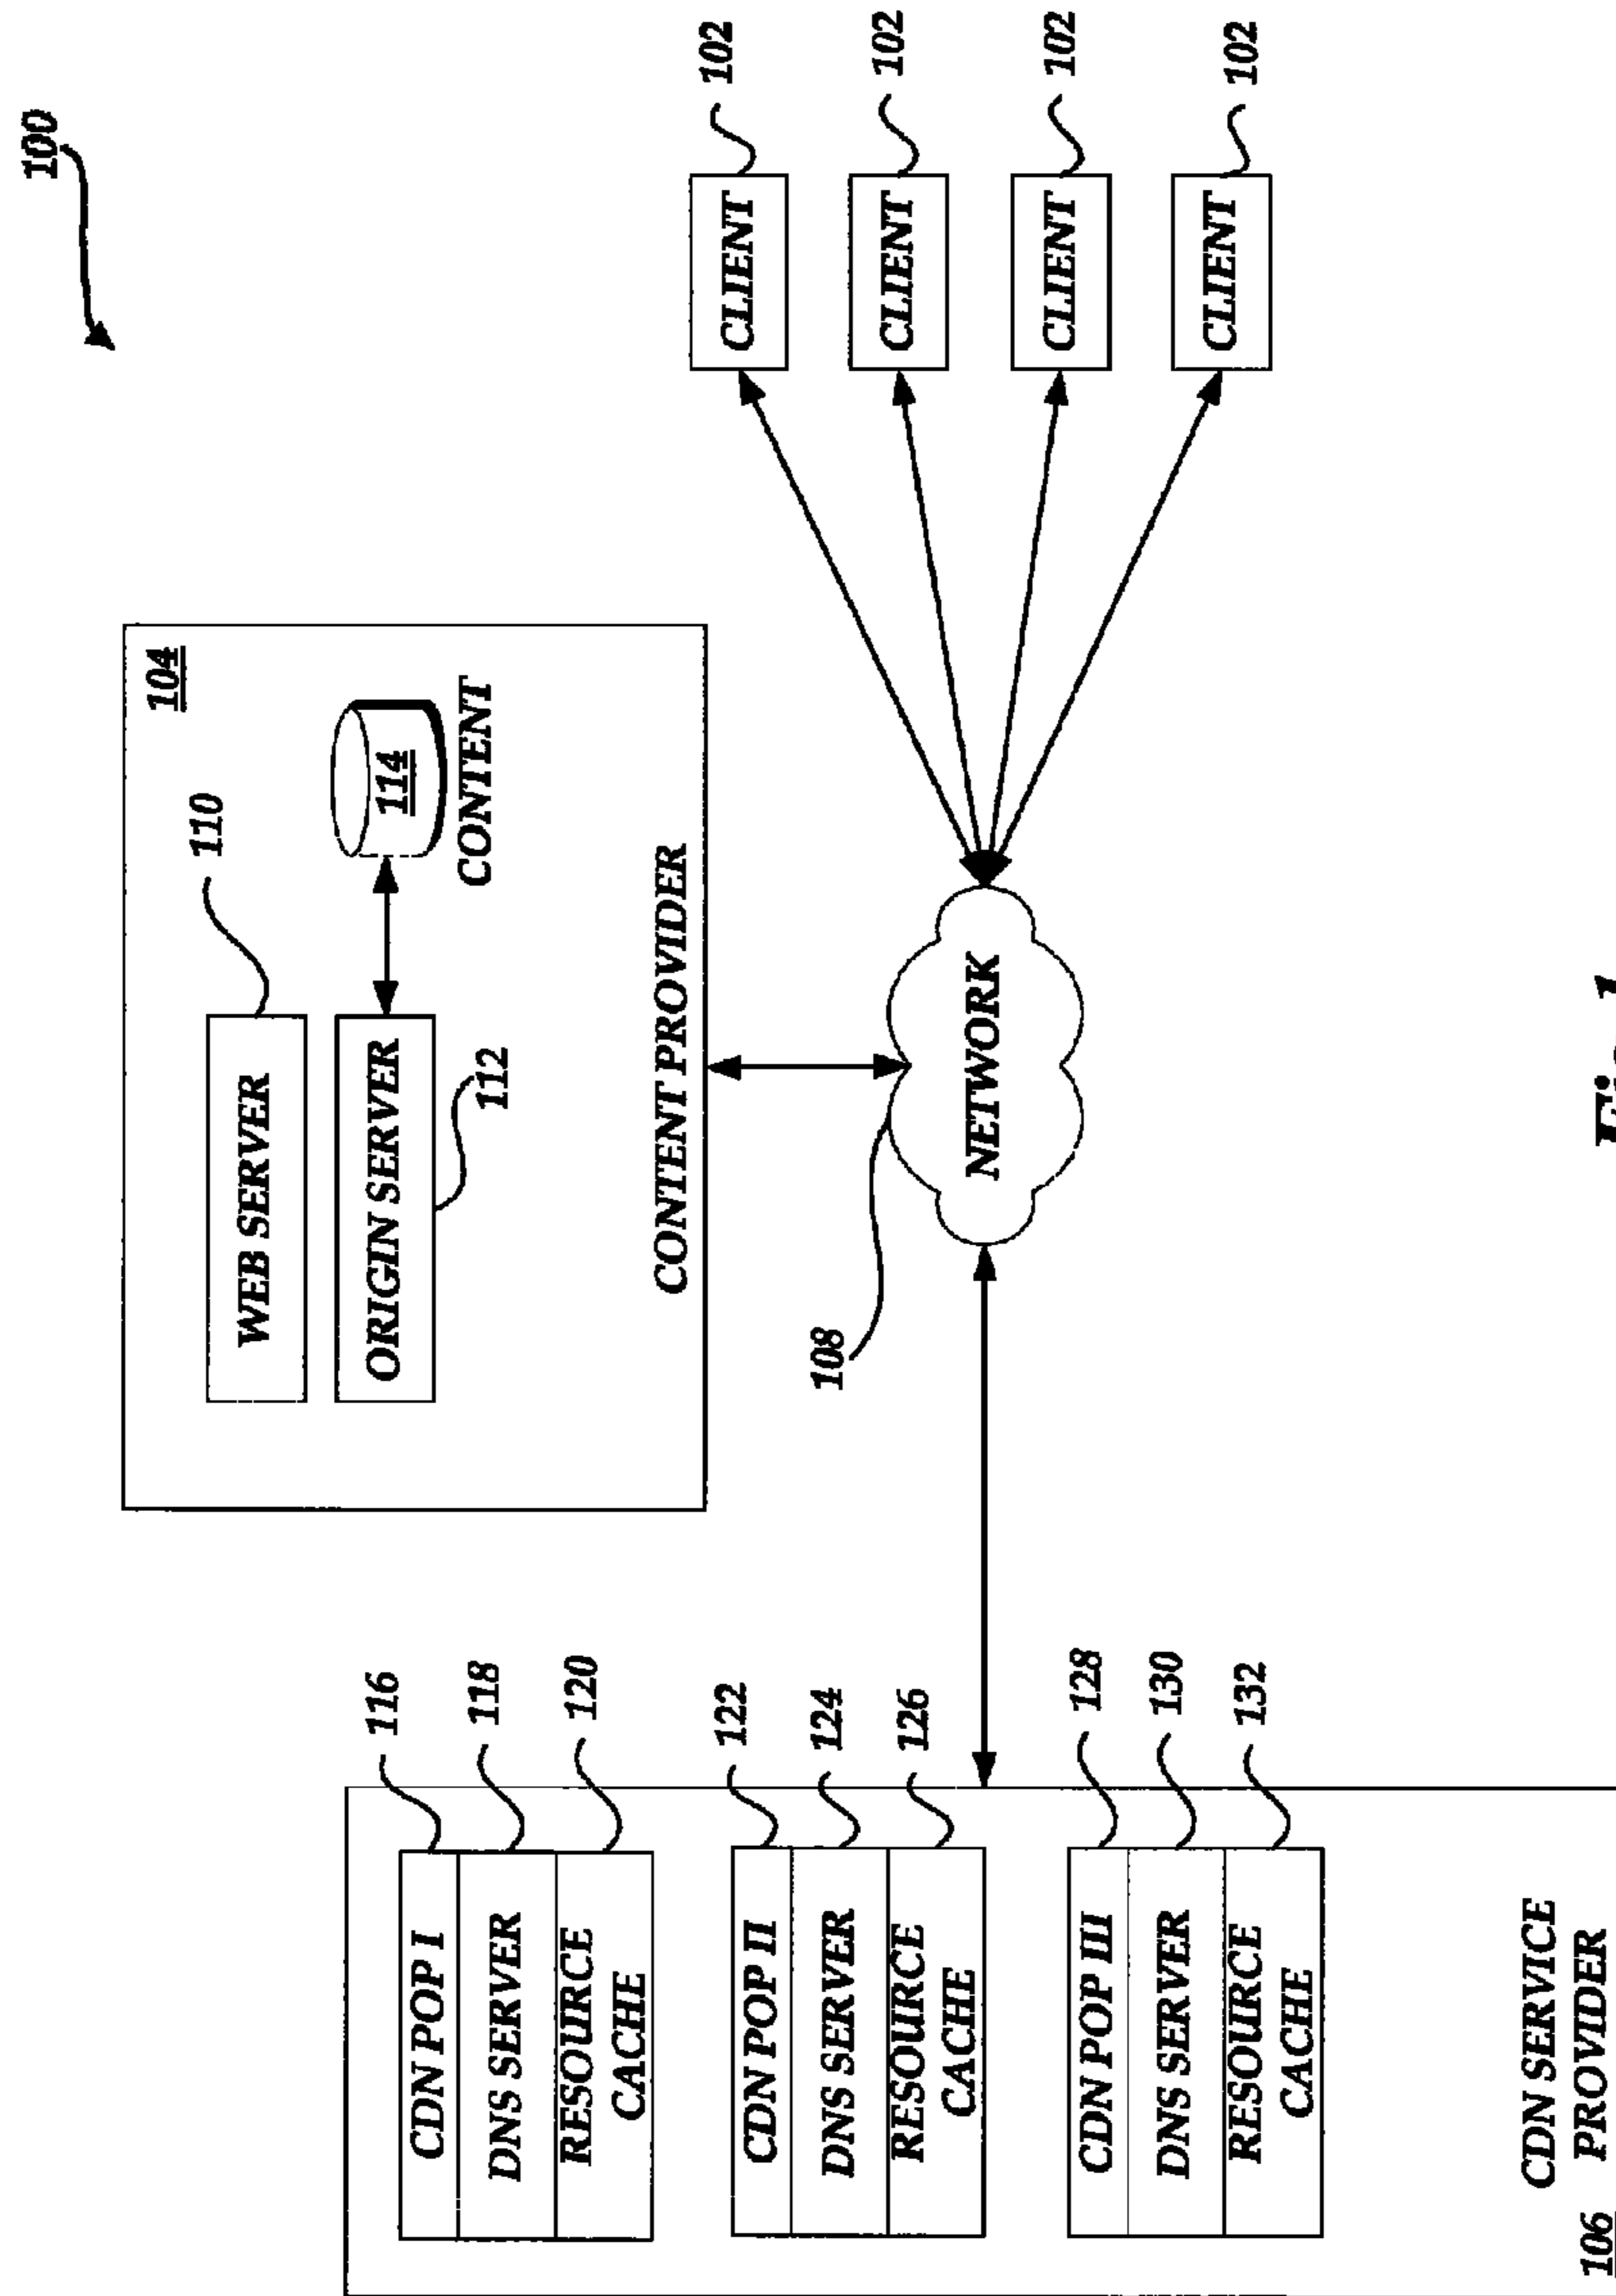 100
104
110
WEB SERVER
ORIGIN SERVER
112
114
CONTENT
CONTENT PROVIDER
116
118
120
CDN POP I
DNS SERVER
RESOURCE
CACHE
122
124
126
CDN POP II
DNS SERVER
RESOURCE
CACHE
128
130
132
CDN POP III
DNS SERVER
RESOURCE
CACHE
CDN SERVICE
PROVIDER
106
108
NETWORK
CLIENT
102
CLIENT
102
CLIENT
102
CLIENT
102